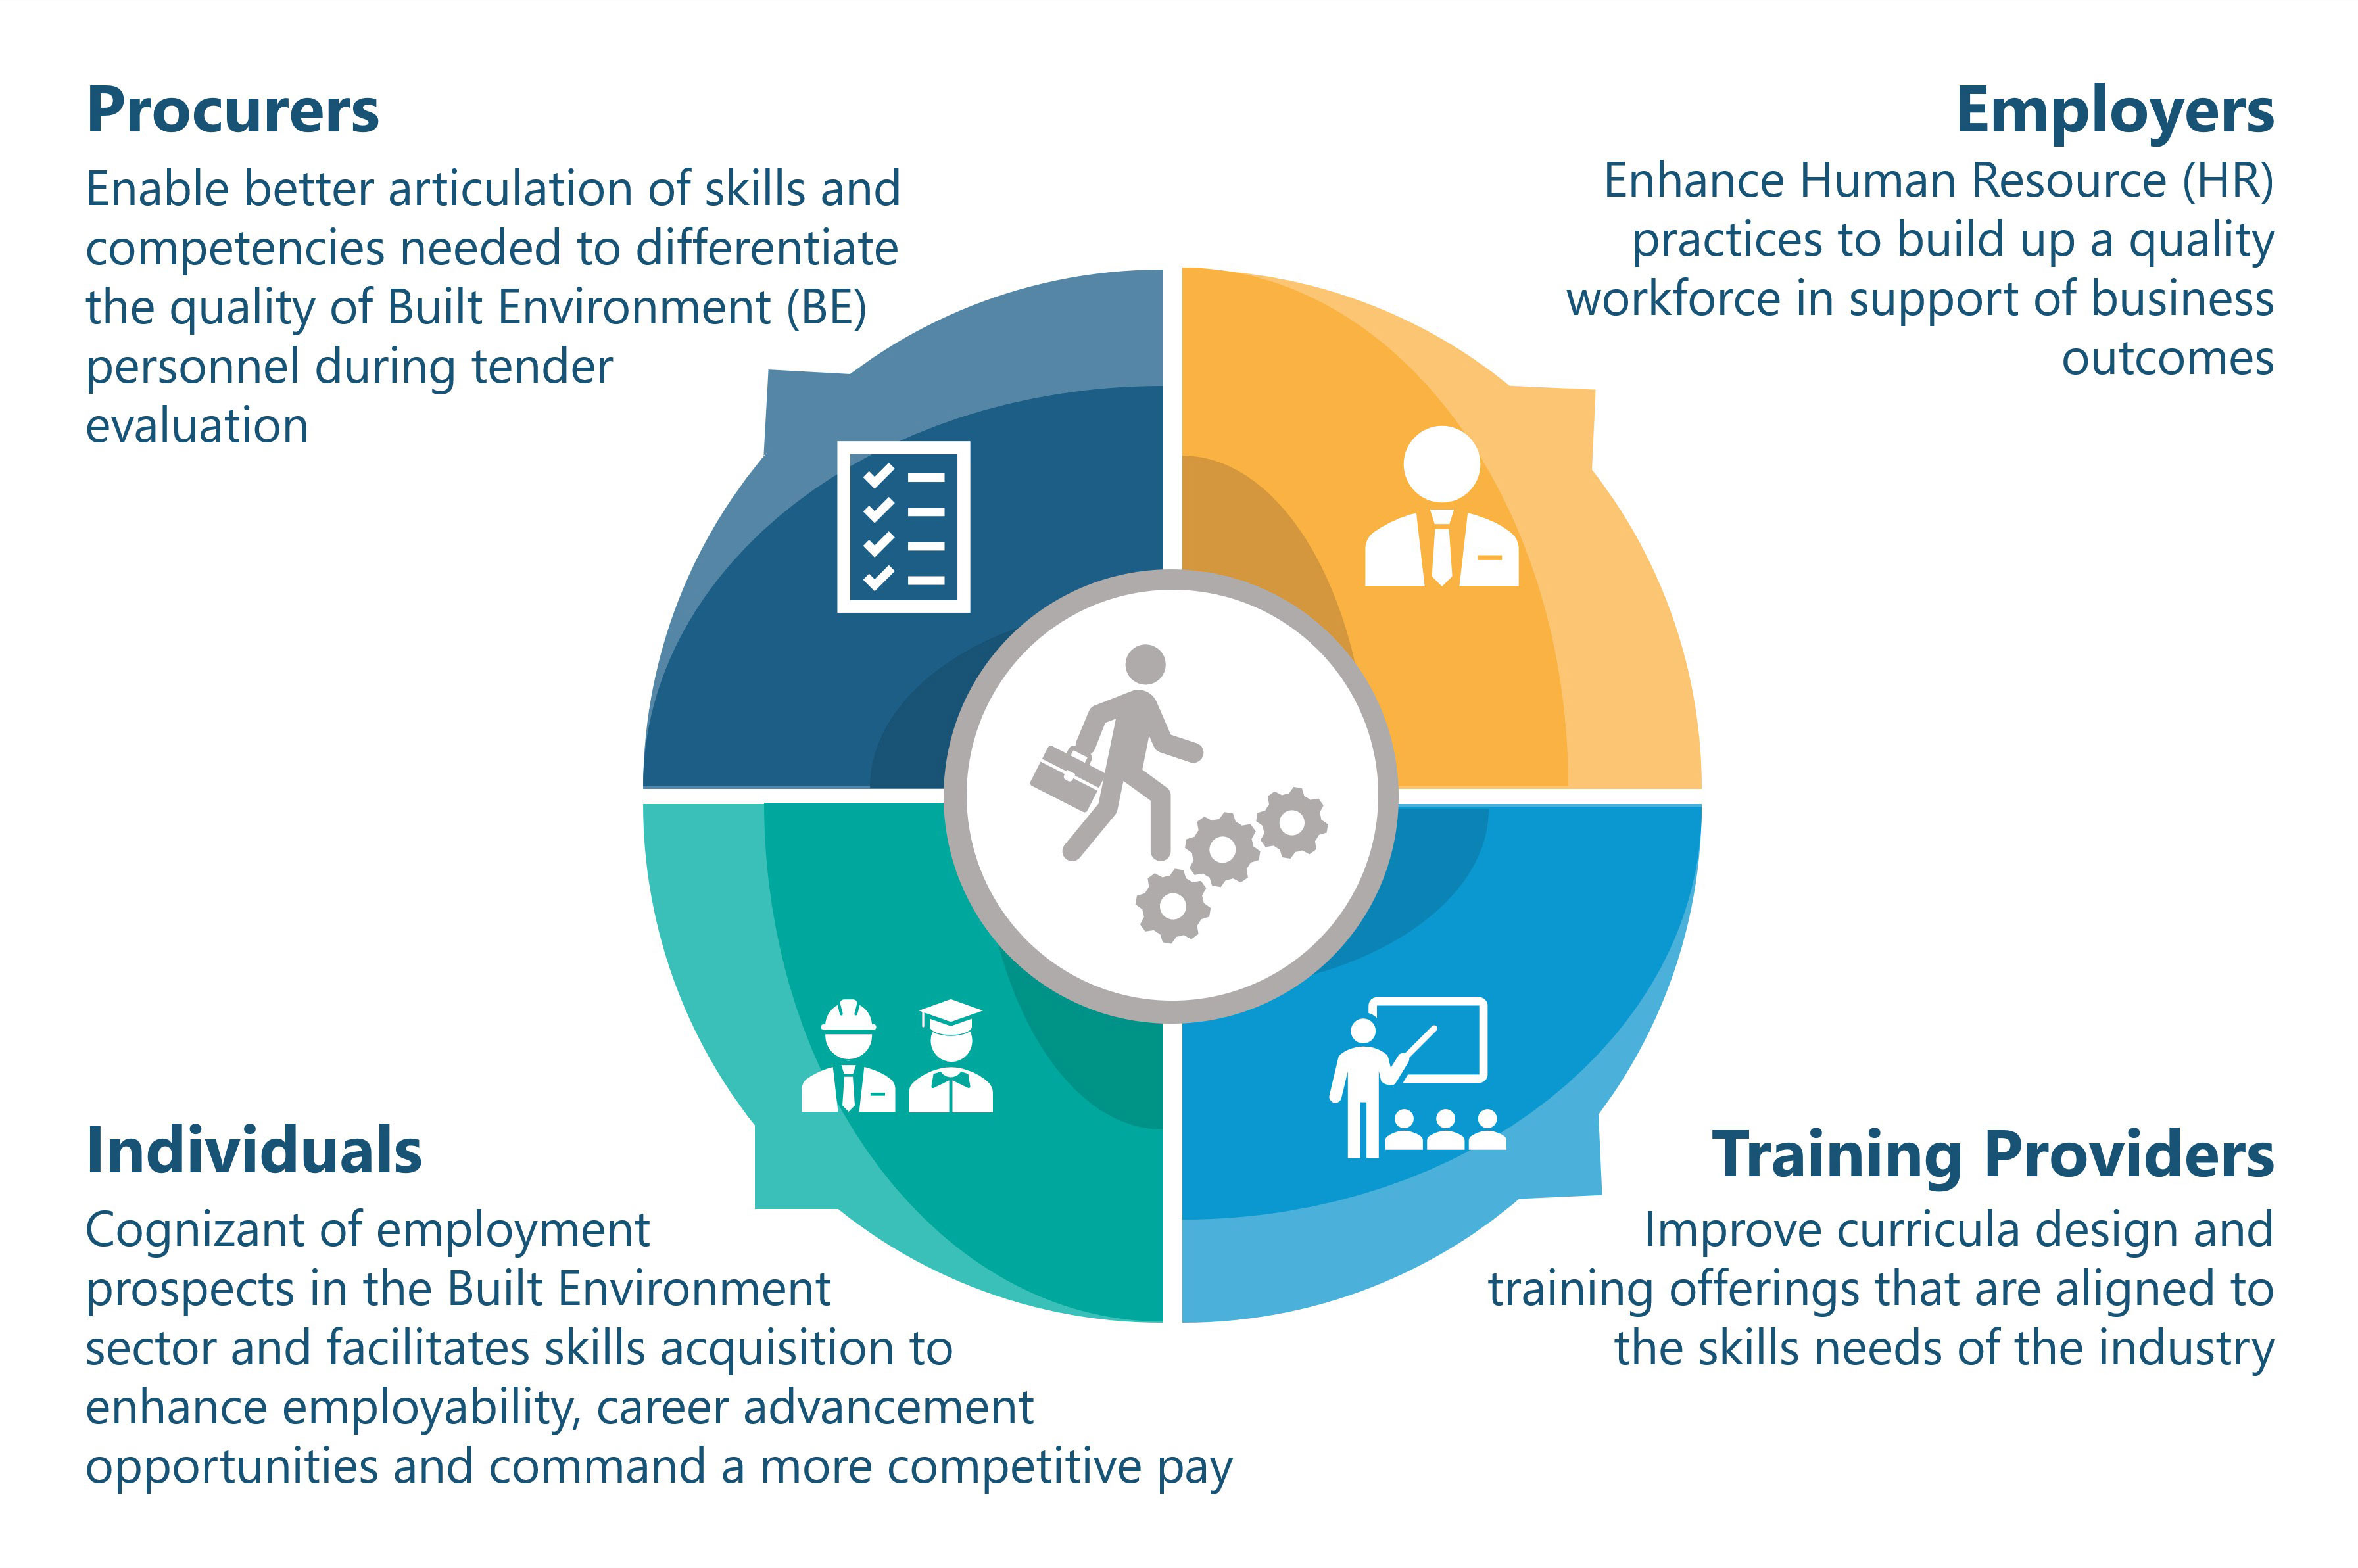 Procurers
Enable better articulation of skills and
competencies needed to differentiate
the quality of Built Environment (BE)
personnel during tender
evaluation
Employers
Enhance Human Resource (HR)
practices to build up a quality
workforce in support of business
outcomes
Individuals
Cognizant of employment
prospects in the Built Environment
sector and facilitates skills acquisition to
enhance employability, career advancement
opportunities and command a more competitive pay
Training Providers
Improve curricula design and
training offerings that are aligned to
the skills needs of the industry